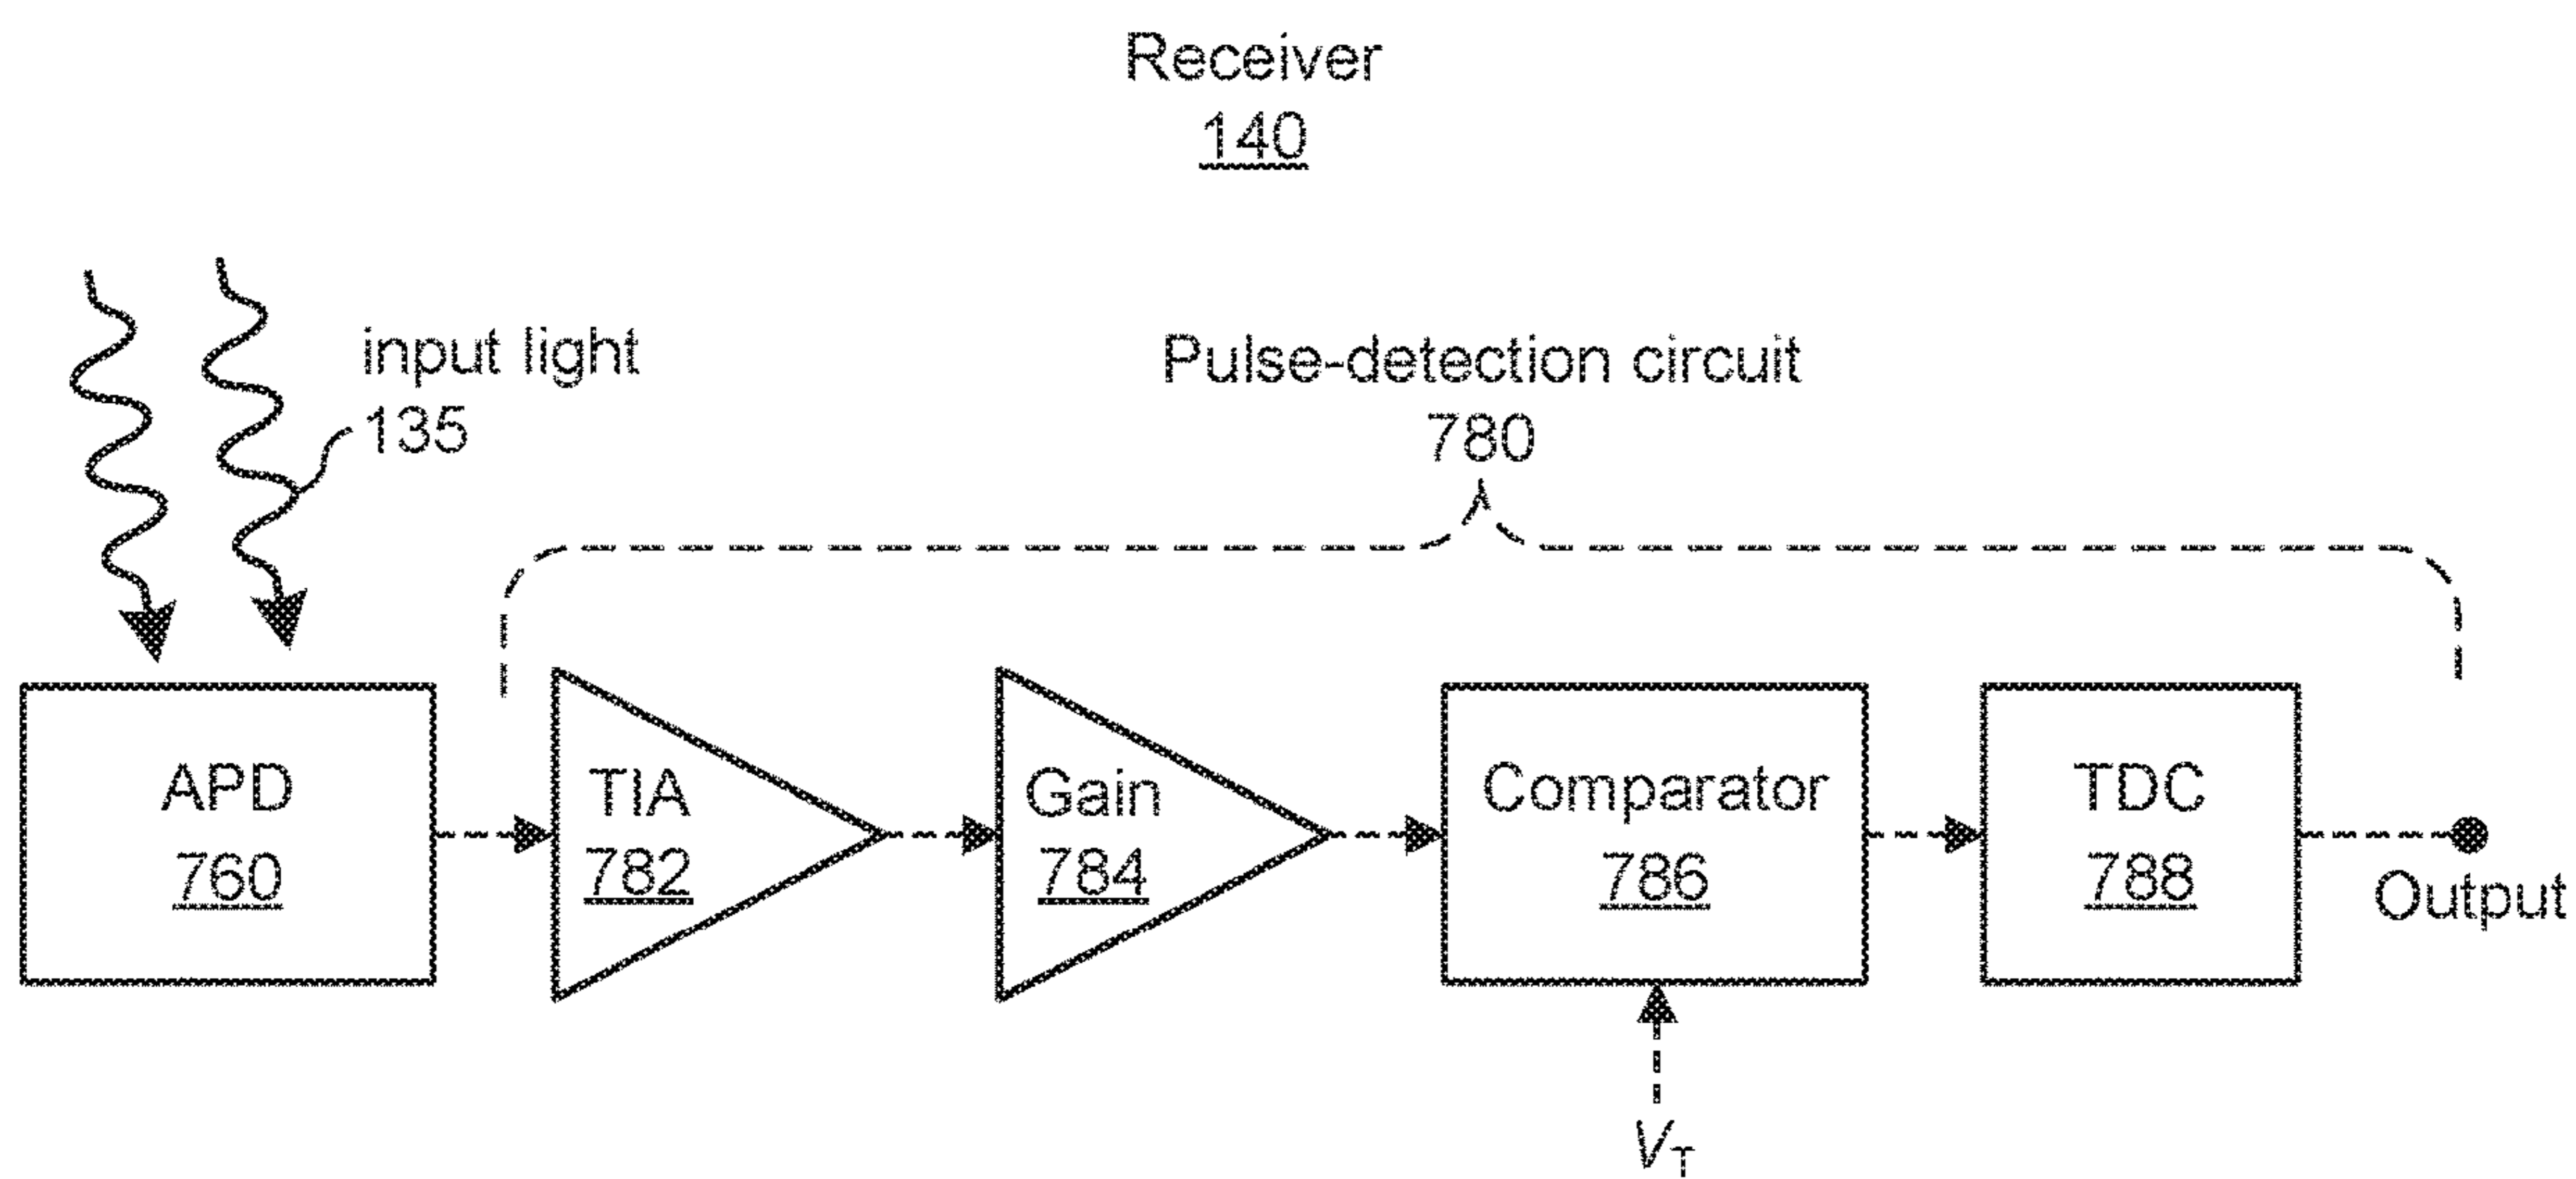 Receiver
140
input light
135
Pulse-detection circuit
780
APD
760
TIA
782
Gain
784
Comparator
786
TDC
788
Output
VT